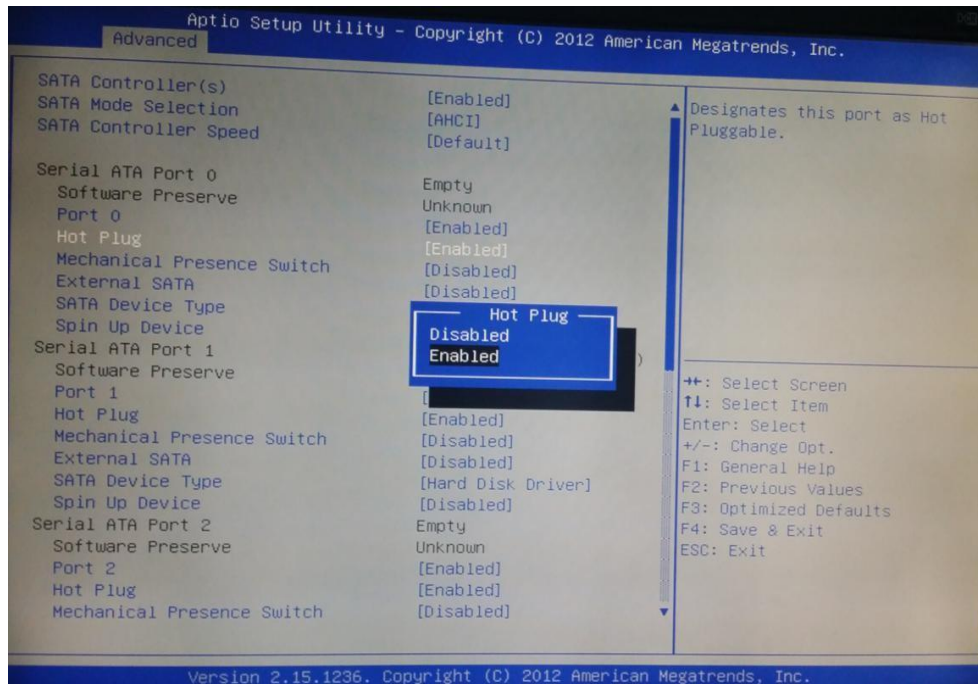 Aptio Setup Utility - Copyright (C) 2012 American Megatrends, Inc.
Advanced
SATA Controller(s) [Enabled]
SATA Mode Selection [AHCI]
SATA Controller Speed [Default]
Serial ATA Port 0 Empty
Software Preserve Unknown
Port 0 [Enabled]
Hot Plug [Enabled]
Mechanical Presence Switch [Disabled]
External SATA [Disabled]
SATA Device Type
Spin Up Device
Serial ATA Port 1 )
Software Preserve
Port 1 [
Hot Plug [Enabled]
Mechanical Presence Switch [Disabled]
External SATA [Disabled]
SATA Device Type [Hard Disk Driver]
Spin Up Device [Disabled]
Serial ATA Port 2 Empty
Software Preserve Unknown
Port 2 [Enabled]
Hot Plug [Enabled]
Mechanical Presence Switch [Disabled]
Hot Plug
Disabled
Enabled
Designates this port as Hot
Pluggable.
→←: Select Screen
↑↓: Select Item
Enter: Select
+/-: Change Opt.
F1: General Help
F2: Previous Values
F3: Optimized Defaults
F4: Save & Exit
ESC: Exit
Version 2.15.1236. Copyright (C) 2012 American Megatrends, Inc.